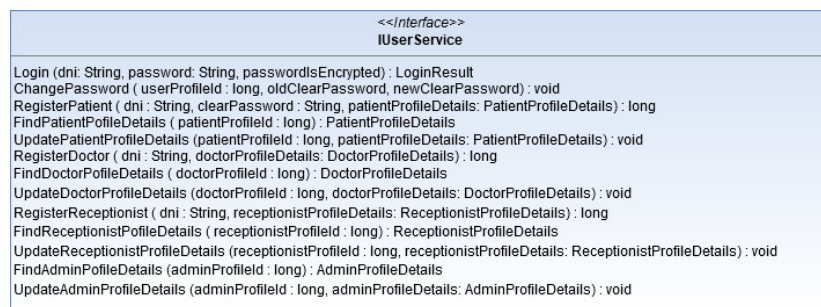 <<Interface>>
IUserService
Login (dni: String, password: String, passwordIsEncrypted) : LoginResult
ChangePassword ( userProfileId : long, oldClearPassword, newClearPassword) : void
RegisterPatient ( dni : String, clearPassword : String, patientProfileDetails: PatientProfileDetails) : long
FindPatientPofileDetails ( patientProfileId : long) : PatientProfileDetails
UpdatePatientProfileDetails (patientProfileId : long, patientProfileDetails: PatientProfileDetails) : void
RegisterDoctor ( dni : String, doctorProfileDetails: DoctorProfileDetails) : long
FindDoctorPofileDetails ( doctorProfileId : long) : DoctorProfileDetails
UpdateDoctorProfileDetails (doctorProfileId : long, doctorProfileDetails: DoctorProfileDetails) : void
RegisterReceptionist ( dni : String, receptionistProfileDetails: ReceptionistProfileDetails) : long
FindReceptionistPofileDetails ( receptionistProfileId : long) : ReceptionistProfileDetails
UpdateReceptionistProfileDetails (receptionistProfileId : long, receptionistProfileDetails: ReceptionistProfileDetails) : void
FindAdminPofileDetails (adminProfileId : long) : AdminProfileDetails
UpdateAdminProfileDetails (adminProfileId : long, adminProfileDetails: AdminProfileDetails) : void